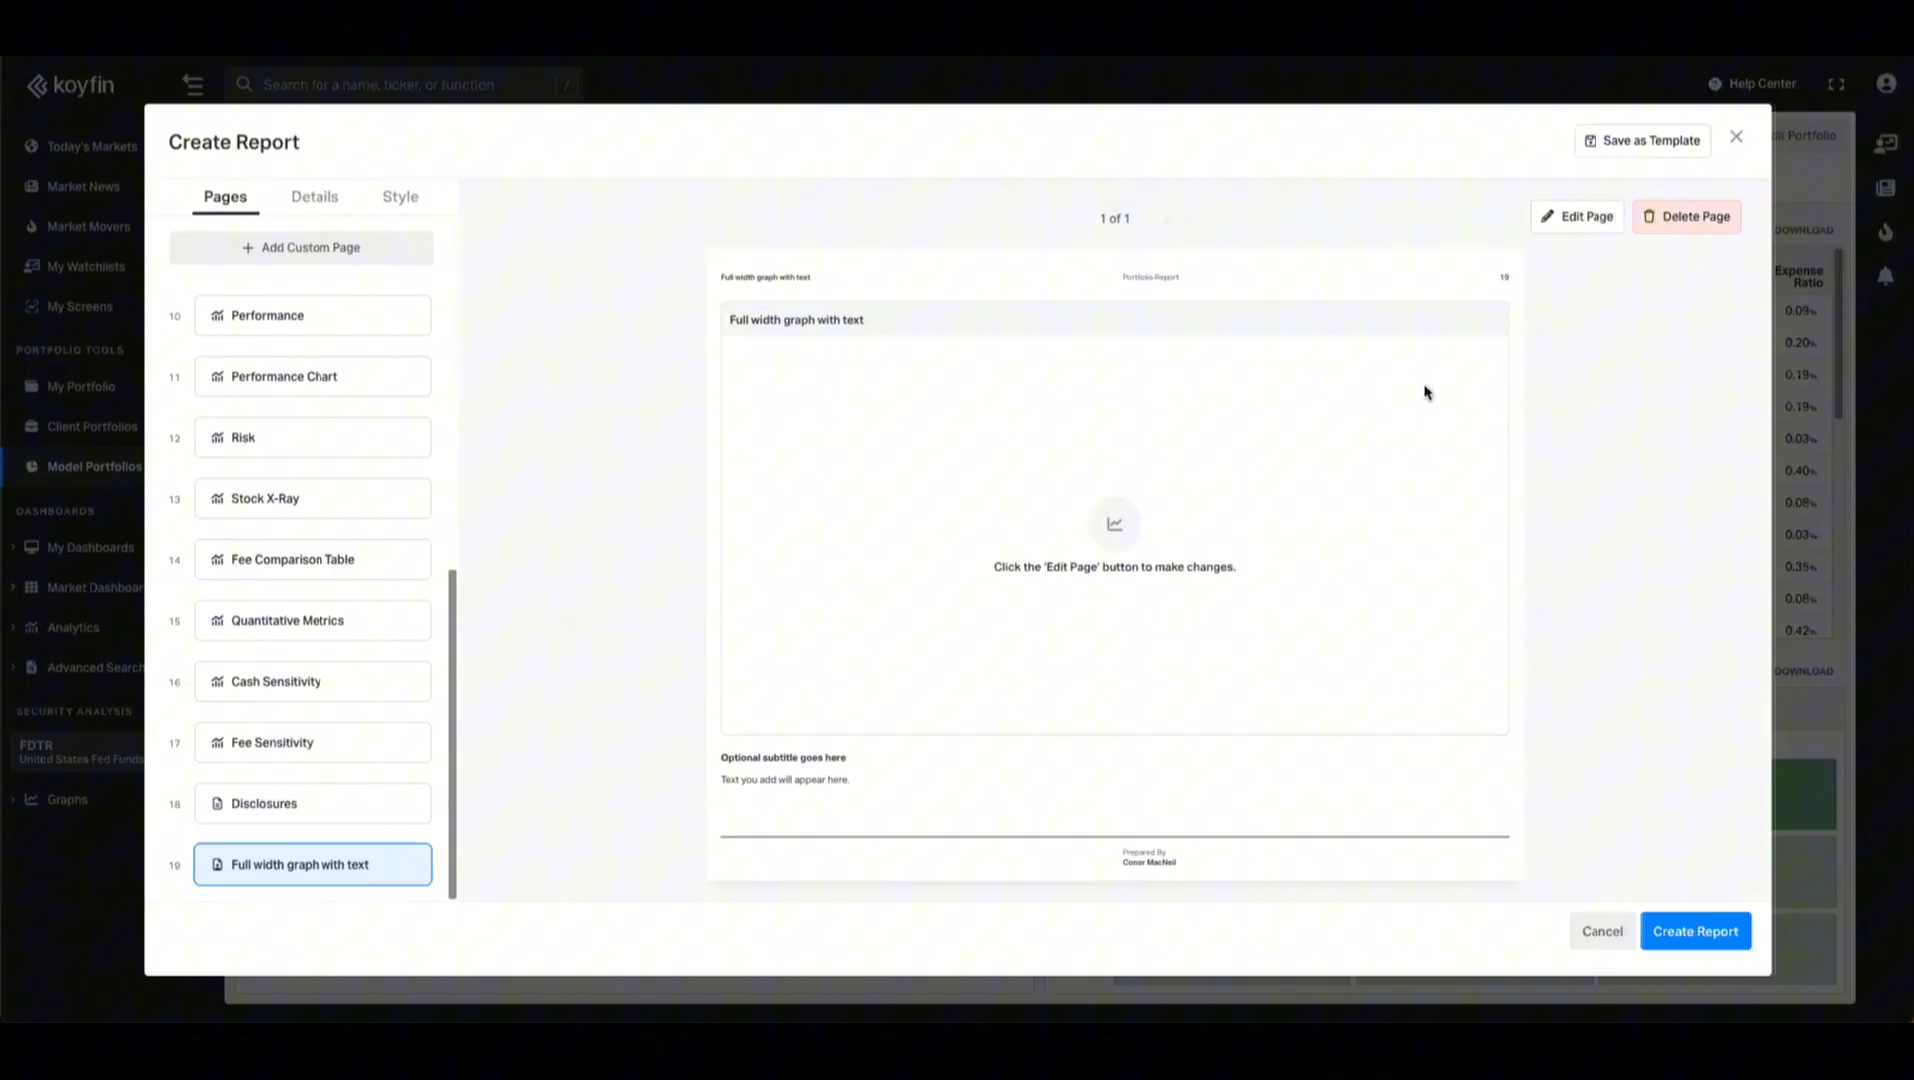 koyfin
Search for a name, ticker, or function
/
Help Center
Today's Markets
Market News
Market Movers
My Watchlists
My Screens
PORTFOLIO TOOLS
My Portfolio
Client Portfolios
Model Portfolios
DASHBOARDS
My Dashboards
Market Dashboar
Analytics
Advanced Search
SECURITY ANALYSIS
FDTR
United States Fed Funds
Graphs
Create Report
Save as Template
Pages
Details
Style
Add Custom Page
10 Performance
11 Performance Chart
12 Risk
13 Stock X-Ray
14 Fee Comparison Table
15 Quantitative Metrics
16 Cash Sensitivity
17 Fee Sensitivity
18 Disclosures
19 Full width graph with text
1 of 1
Edit Page
Delete Page
Full width graph with text
Portfolio Report
19
Full width graph with text
Click the 'Edit Page' button to make changes.
Optional subtitle goes here
Text you add will appear here.
Prepared By
Conor MacNeil
Cancel
Create Report
dit Portfolio
DOWNLOAD
Expense
Ratio
0.09%
0.20%
0.19%
0.19%
0.03%
0.40%
0.08%
0.03%
0.35%
0.08%
0.42%
DOWNLOAD